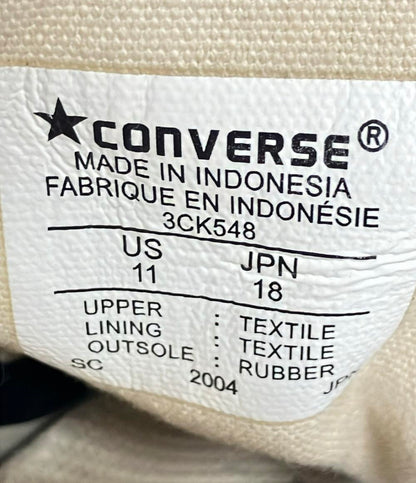 ★CONVERSE®
MADE IN INDONESIA
FABRIQUE EN INDONÉSIE
3CK548
US JPN
11 18
UPPER : TEXTILE
LINING : TEXTILE
OUTSOLE : RUBBER
SC 2004